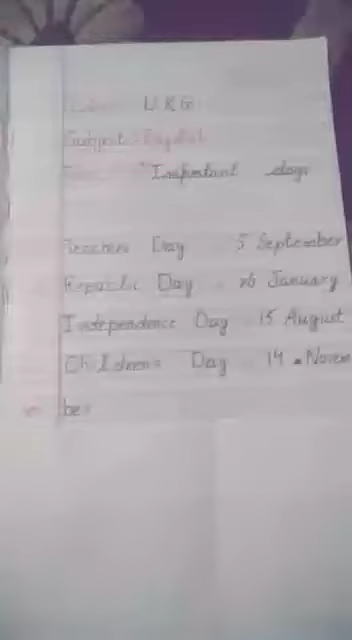 U.K.G
Subject : English
"Important days
Teachers Day - 5 September
Republic Day - 26 January
Independence Day - 15 August
Childrens Day - 14 - Novem
ber